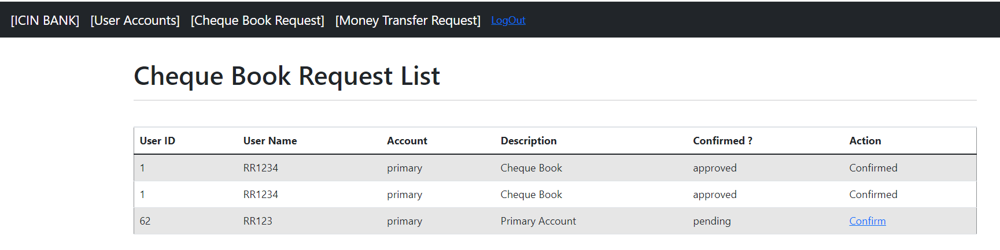 [ICIN BANK] [User Accounts] [Cheque Book Request] [Money Transfer Request] LogOut
Cheque Book Request List
User ID User Name Account Description Confirmed ? Action
1 RR1234 primary Cheque Book approved Confirmed
1 RR1234 primary Cheque Book approved Confirmed
62 RR123 primary Primary Account pending Confirm